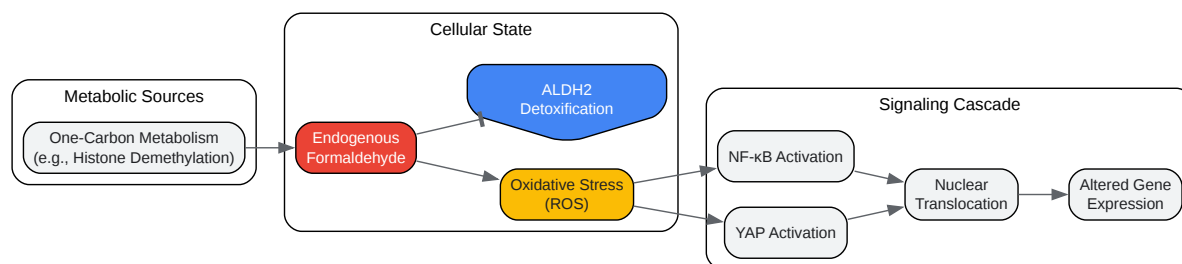 Metabolic Sources
One-Carbon Metabolism
(e.g., Histone Demethylation)
Cellular State
Endogenous
Formaldehyde
ALDH2
Detoxification
Oxidative Stress
(ROS)
Signaling Cascade
NF-κB Activation
YAP Activation
Nuclear
Translocation
Altered Gene
Expression